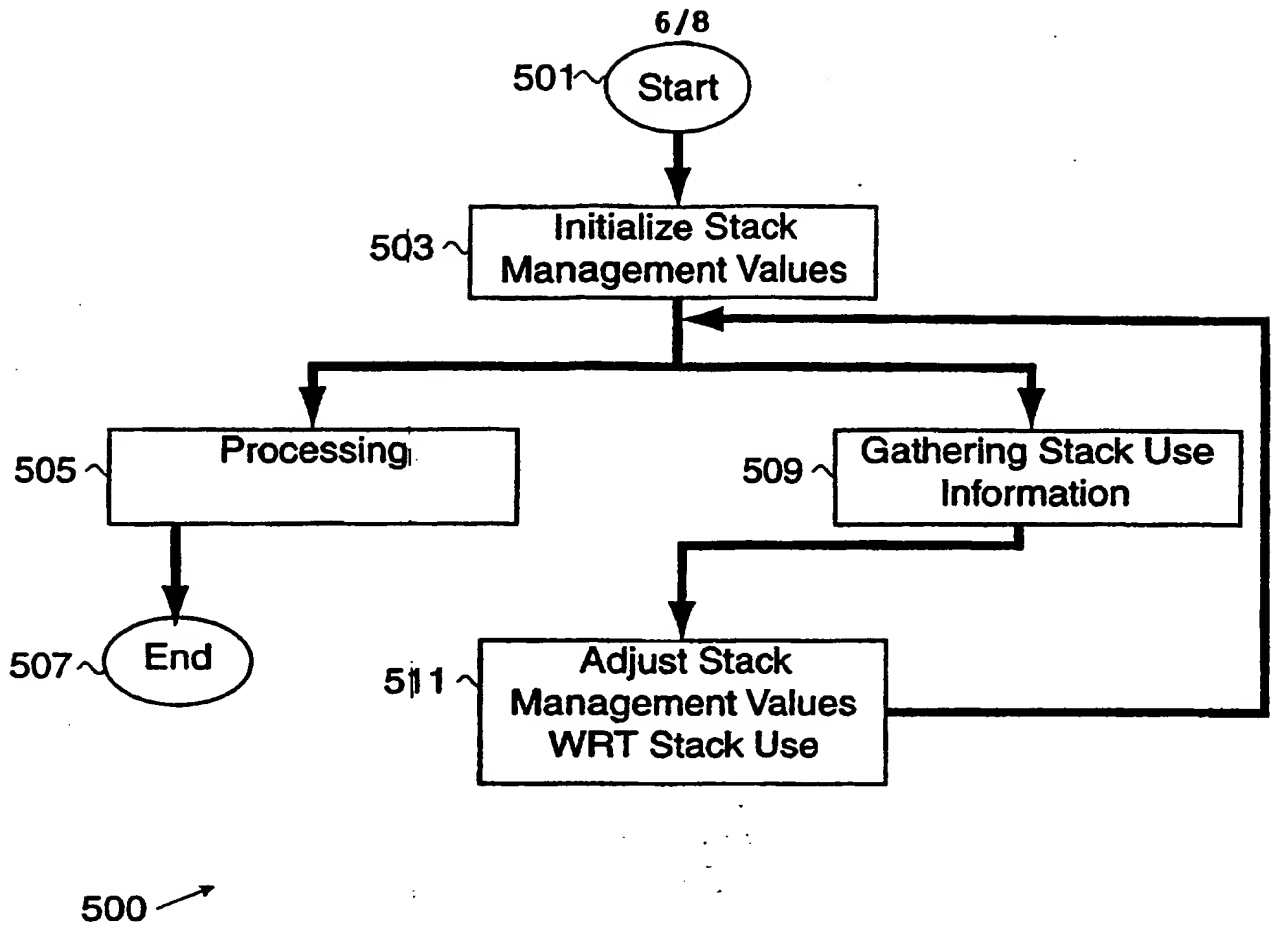 6/8
501
Start
503
Initialize Stack
Management Values
505
Processing
509
Gathering Stack Use
Information
507
End
511
Adjust Stack
Management Values
WRT Stack Use
500